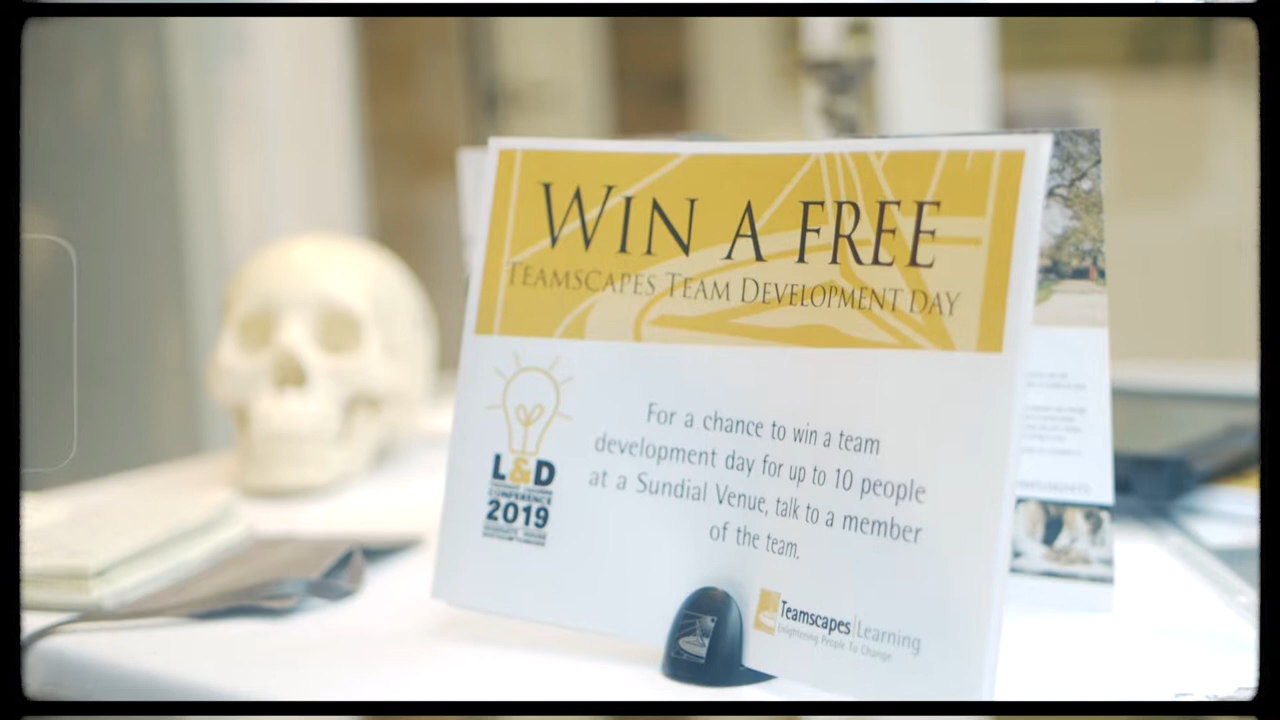 WIN A FREE
TEAMSCAPES TEAM DEVELOPMENT DAY
L&D
CONFERENCE
2019
For a chance to win a team
development day for up to 10 people
at a Sundial Venue, talk to a member
of the team.
Teamscapes|Learning
Enlightening People To Change